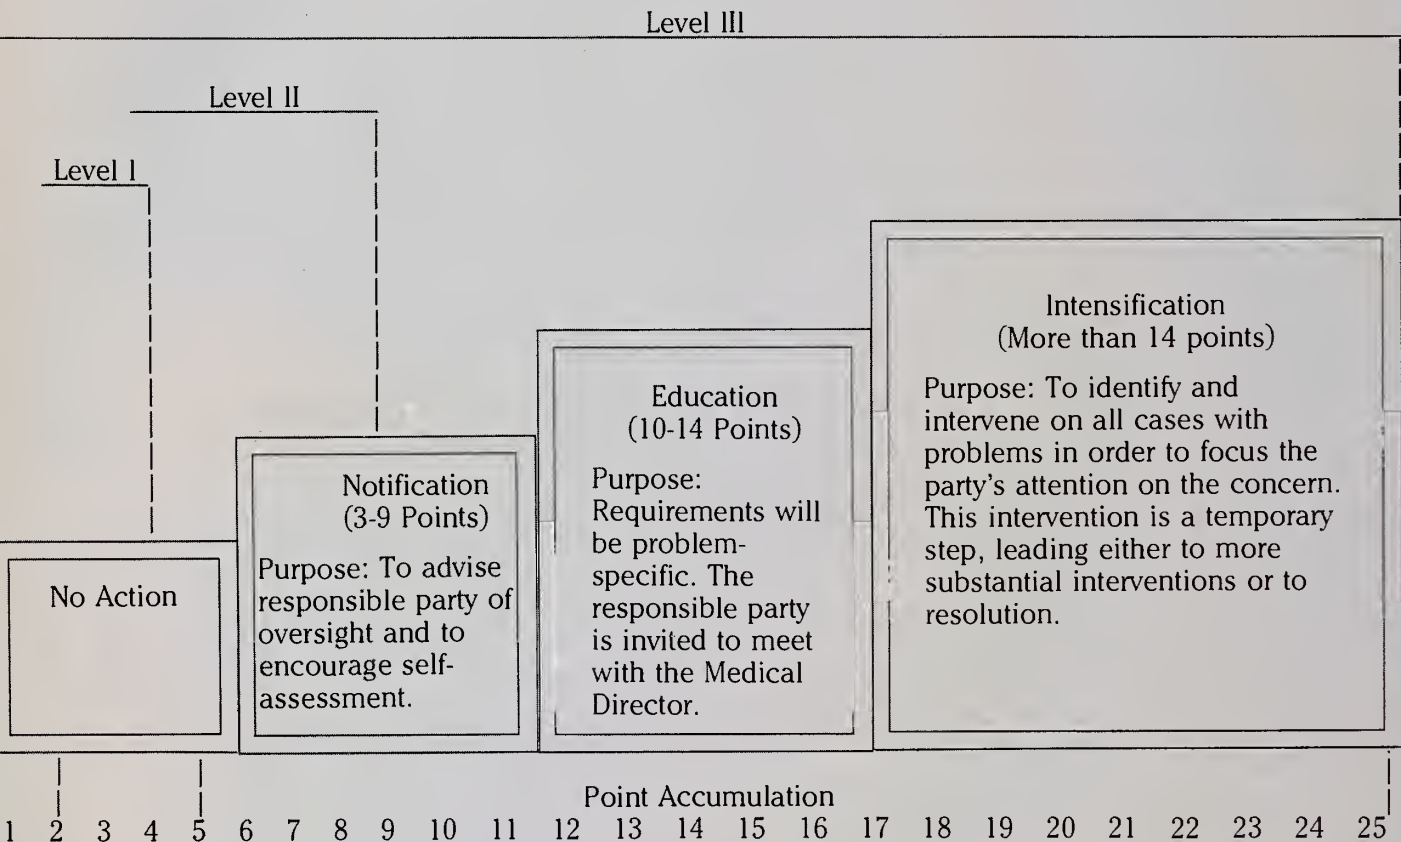 Level III
Level II
Level I
No Action
Notification
(3-9 Points)
Purpose: To advise
responsible party of
oversight and to
encourage self-
assessment.
Education
(10-14 Points)
Purpose:
Requirements will
be problem-
specific. The
responsible party
is invited to meet
with the Medical
Director.
Intensification
(More than 14 points)
Purpose: To identify and
intervene on all cases with
problems in order to focus the
party's attention on the concern.
This intervention is a temporary
step, leading either to more
substantial interventions or to
resolution.
Point Accumulation
1 2 3 4 5 6 7 8 9 10 11 12 13 14 15 16 17 18 19 20 21 22 23 24 25